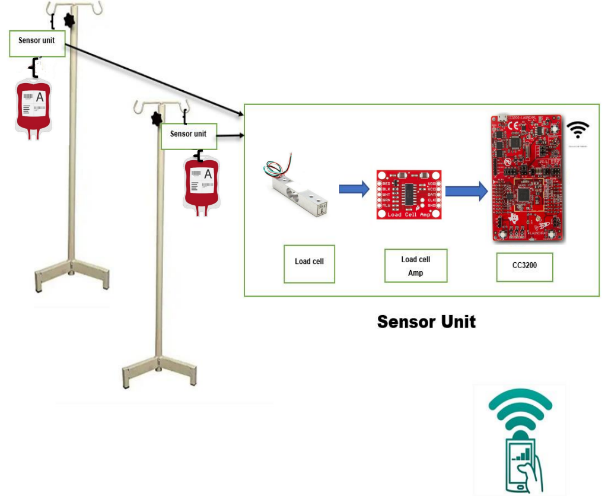 Sensor unit
A
Sensor unit
A
Load Cell Amp
Load cell
Load cell
Amp
CC3200
Sensor Unit